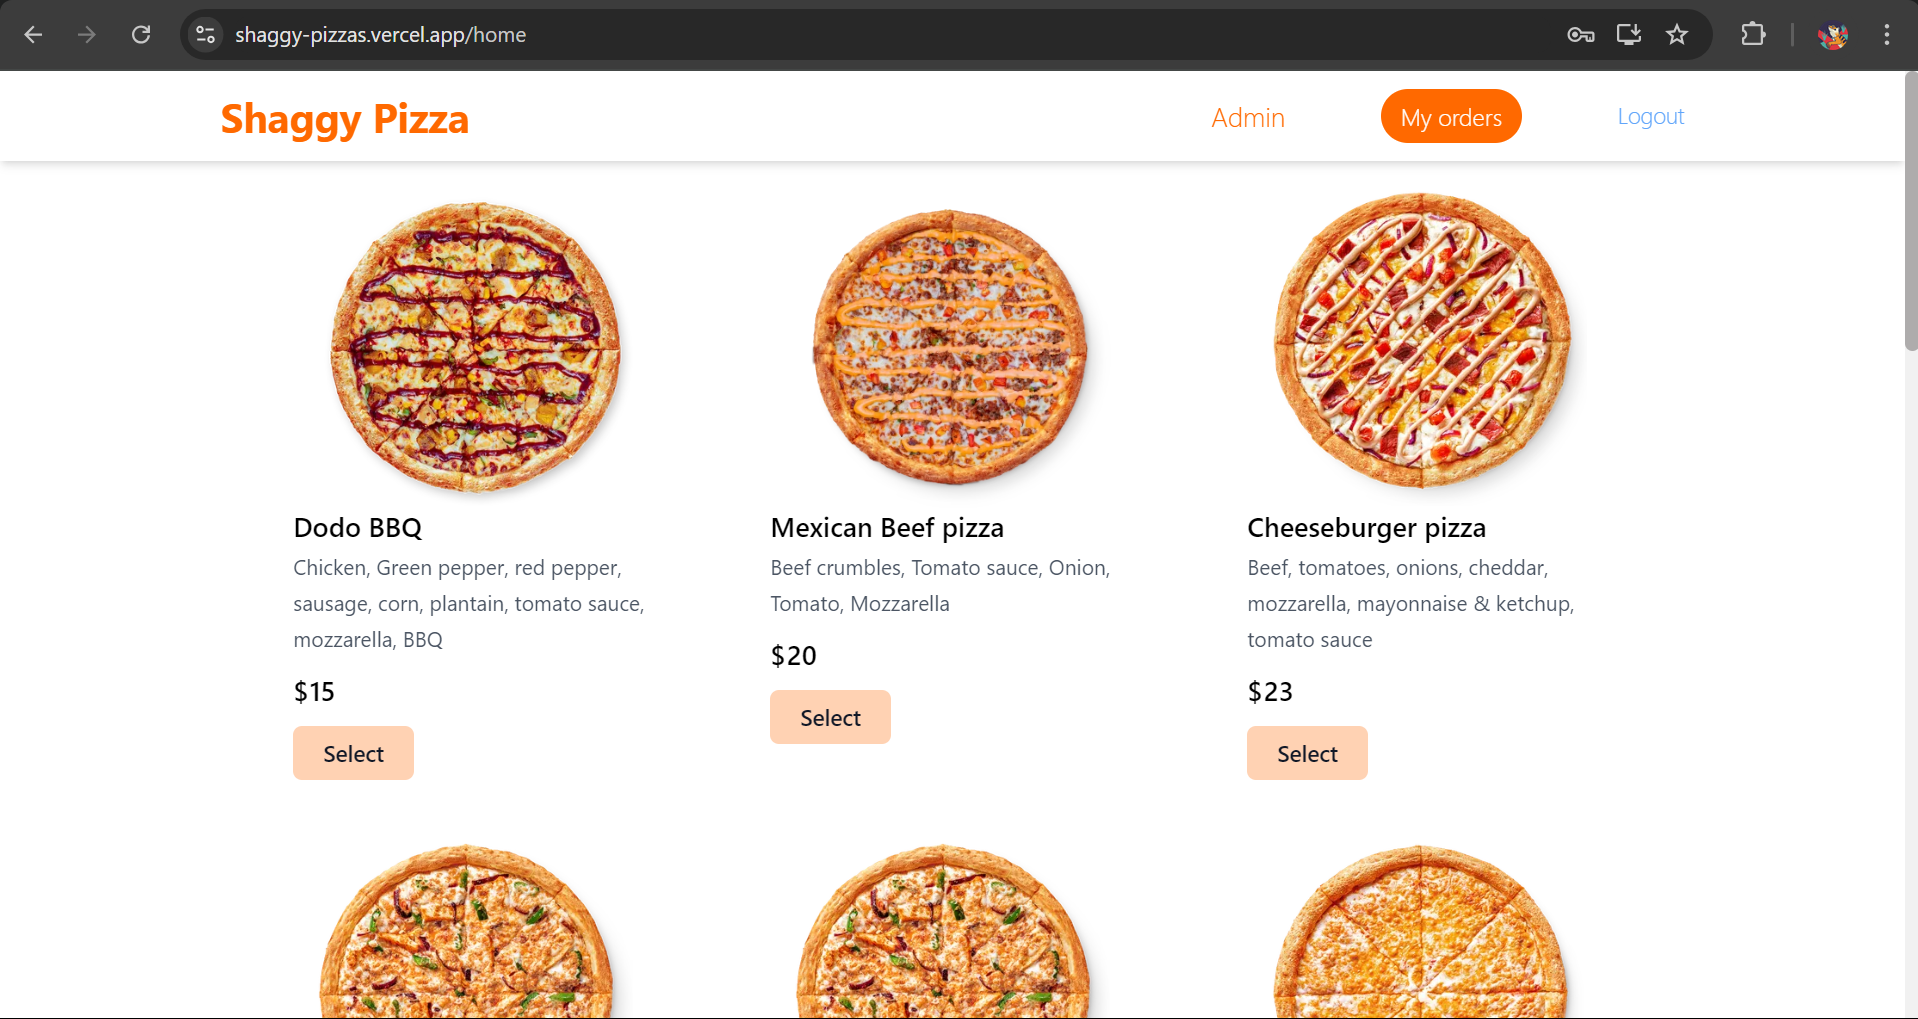 shaggy-pizzas.vercel.app/home
Shaggy Pizza
Admin
My orders
Logout
Dodo BBQ
Chicken, Green pepper, red pepper,
sausage, corn, plantain, tomato sauce,
mozzarella, BBQ
$15
Select
Mexican Beef pizza
Beef crumbles, Tomato sauce, Onion,
Tomato, Mozzarella
$20
Select
Cheeseburger pizza
Beef, tomatoes, onions, cheddar,
mozzarella, mayonnaise & ketchup,
tomato sauce
$23
Select